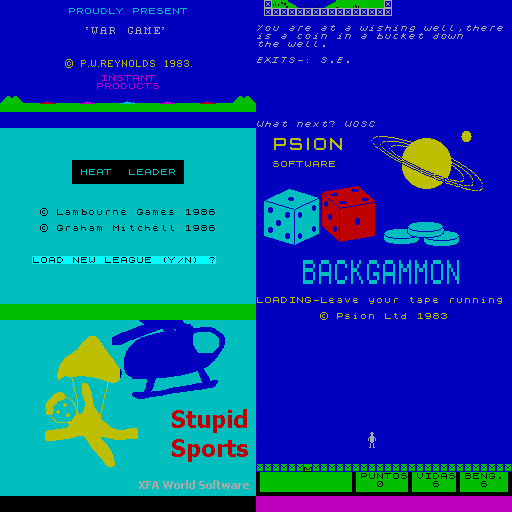 PROUDLY PRESENT
'WAR GAME'
© P.W.REYNOLDS 1983.
INSTANT
PRODUCTS
You are at a wishing well,there
is a coin in a bucket down
the well.
EXITS-: S.E.
What next? WOSC
PSION
SOFTWARE
BACKGAMMON
LOADING-Leave your tape running
© Psion Ltd 1983
HEAT LEADER
© Lambourne Games 1986
© Graham Mitchell 1986
LOAD NEW LEAGUE (Y/N) ?
Stupid
Sports
XFA World Software
PUNTOS VIDAS BENG.
0 6 6